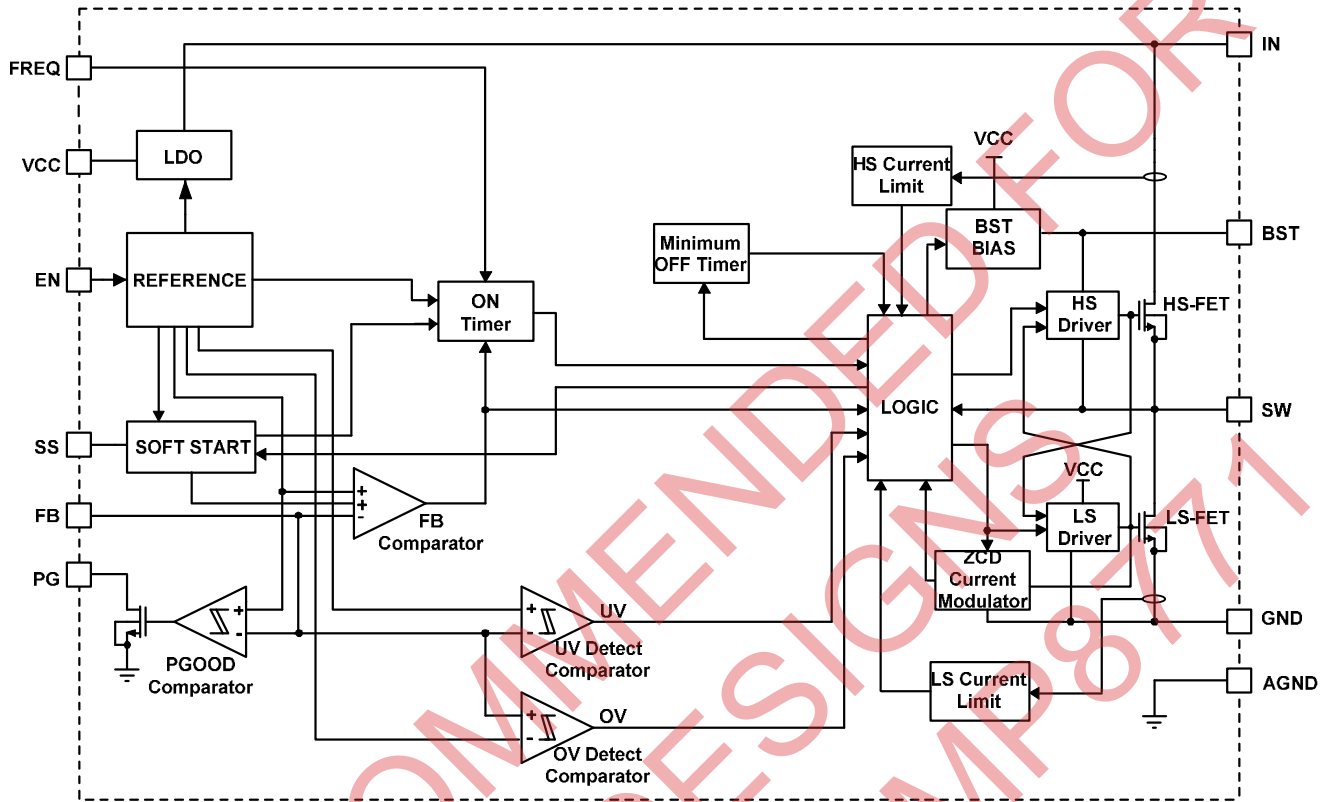 IN
FREQ
VCC
LDO
VCC
HS Current
Limit
BST
BIAS
BST
Minimum
OFF Timer
EN
REFERENCE
ON
Timer
HS
Driver
HS-FET
LOGIC
SW
SS
SOFT START
VCC
+
+
-
FB
FB
Comparator
LS
Driver
LS-FET
PG
ZCD
Current
Modulator
+
-
PGOOD
Comparator
+
-
UV
UV Detect
Comparator
GND
LS Current
Limit
AGND
+
-
OV
OV Detect
Comparator
OMMENDED FOR
DESIGNS
MP8771